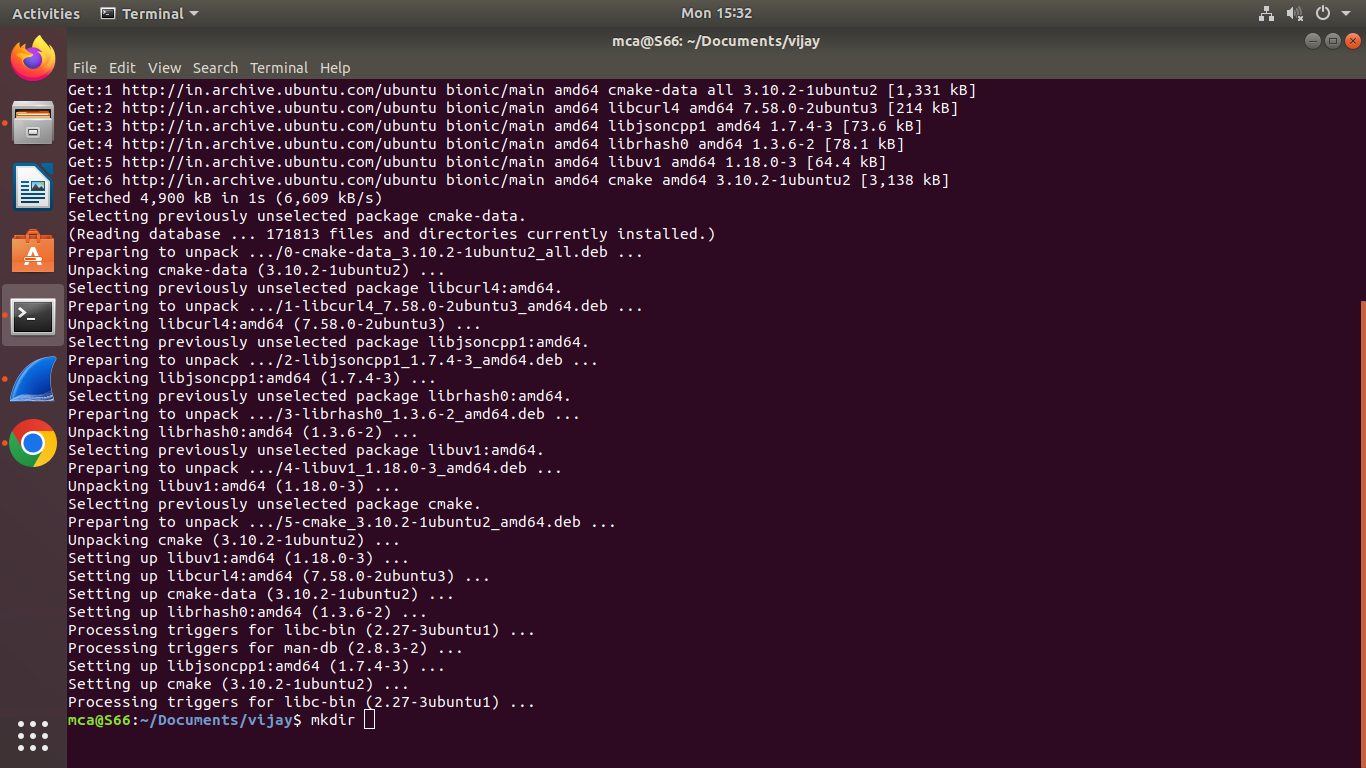 Activities Terminal Mon 15:32
mca@S66: ~/Documents/vijay
File Edit View Search Terminal Help
Get:1 http://in.archive.ubuntu.com/ubuntu bionic/main amd64 cmake-data all 3.10.2-1ubuntu2 [1,331 kB]
Get:2 http://in.archive.ubuntu.com/ubuntu bionic/main amd64 libcurl4 amd64 7.58.0-2ubuntu3 [214 kB]
Get:3 http://in.archive.ubuntu.com/ubuntu bionic/main amd64 libjsoncpp1 amd64 1.7.4-3 [73.6 kB]
Get:4 http://in.archive.ubuntu.com/ubuntu bionic/main amd64 librhash0 amd64 1.3.6-2 [78.1 kB]
Get:5 http://in.archive.ubuntu.com/ubuntu bionic/main amd64 libuv1 amd64 1.18.0-3 [64.4 kB]
Get:6 http://in.archive.ubuntu.com/ubuntu bionic/main amd64 cmake amd64 3.10.2-1ubuntu2 [3,138 kB]
Fetched 4,900 kB in 1s (6,609 kB/s)
Selecting previously unselected package cmake-data.
(Reading database ... 171813 files and directories currently installed.)
Preparing to unpack .../0-cmake-data_3.10.2-1ubuntu2_all.deb ...
Unpacking cmake-data (3.10.2-1ubuntu2) ...
Selecting previously unselected package libcurl4:amd64.
Preparing to unpack .../1-libcurl4_7.58.0-2ubuntu3_amd64.deb ...
Unpacking libcurl4:amd64 (7.58.0-2ubuntu3) ...
Selecting previously unselected package libjsoncpp1:amd64.
Preparing to unpack .../2-libjsoncpp1_1.7.4-3_amd64.deb ...
Unpacking libjsoncpp1:amd64 (1.7.4-3) ...
Selecting previously unselected package librhash0:amd64.
Preparing to unpack .../3-librhash0_1.3.6-2_amd64.deb ...
Unpacking librhash0:amd64 (1.3.6-2) ...
Selecting previously unselected package libuv1:amd64.
Preparing to unpack .../4-libuv1_1.18.0-3_amd64.deb ...
Unpacking libuv1:amd64 (1.18.0-3) ...
Selecting previously unselected package cmake.
Preparing to unpack .../5-cmake_3.10.2-1ubuntu2_amd64.deb ...
Unpacking cmake (3.10.2-1ubuntu2) ...
Setting up libuv1:amd64 (1.18.0-3) ...
Setting up libcurl4:amd64 (7.58.0-2ubuntu3) ...
Setting up cmake-data (3.10.2-1ubuntu2) ...
Setting up librhash0:amd64 (1.3.6-2) ...
Processing triggers for libc-bin (2.27-3ubuntu1) ...
Processing triggers for man-db (2.8.3-2) ...
Setting up libjsoncpp1:amd64 (1.7.4-3) ...
Setting up cmake (3.10.2-1ubuntu2) ...
Processing triggers for libc-bin (2.27-3ubuntu1) ...
mca@S66:~/Documents/vijay$ mkdir